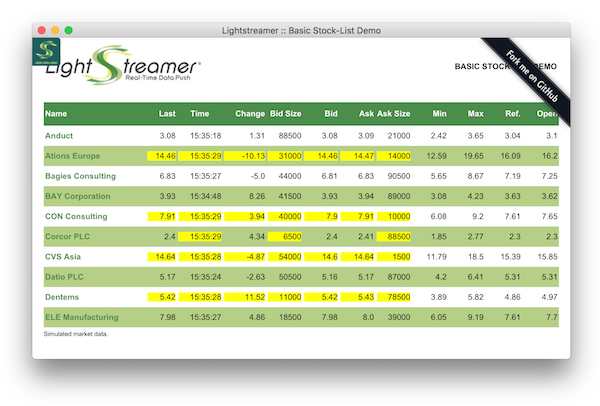 Lightstreamer :: Basic Stock-List Demo
Light Streamer®
Real-Time Data Push
BASIC STOCK DEMO
Fork me on GitHub
Name Last Time Change Bid Size Bid Ask Ask Size Min Max Ref. Open
Anduct 3.08 15:35:18 1.31 88500 3.08 3.09 21000 2.42 3.65 3.04 3.1
Ations Europe 14.46 15:35:29 -10.13 31000 14.46 14.47 14000 12.59 19.65 16.09 16.2
Bagies Consulting 6.83 15:35:27 -5.0 44000 6.81 6.83 90500 5.65 8.67 7.19 7.25
BAY Corporation 3.93 15:34:48 8.26 41500 3.93 3.94 89000 3.08 4.23 3.63 3.62
CON Consulting 7.91 15:35:29 3.94 40000 7.9 7.91 10000 6.08 9.2 7.61 7.65
Corcor PLC 2.4 15:35:29 4.34 6500 2.4 2.41 88500 1.85 2.77 2.3 2.3
CVS Asia 14.64 15:35:28 -4.87 54000 14.6 14.64 1500 11.79 18.5 15.39 15.85
Datio PLC 5.17 15:35:24 -2.63 50500 5.16 5.17 87000 4.2 6.41 5.31 5.31
Dentems 5.42 15:35:28 11.52 11000 5.42 5.43 78500 3.89 5.82 4.86 4.97
ELE Manufacturing 7.98 15:35:27 4.86 18500 7.98 8.0 39000 6.05 9.19 7.61 7.7
Simulated market data.